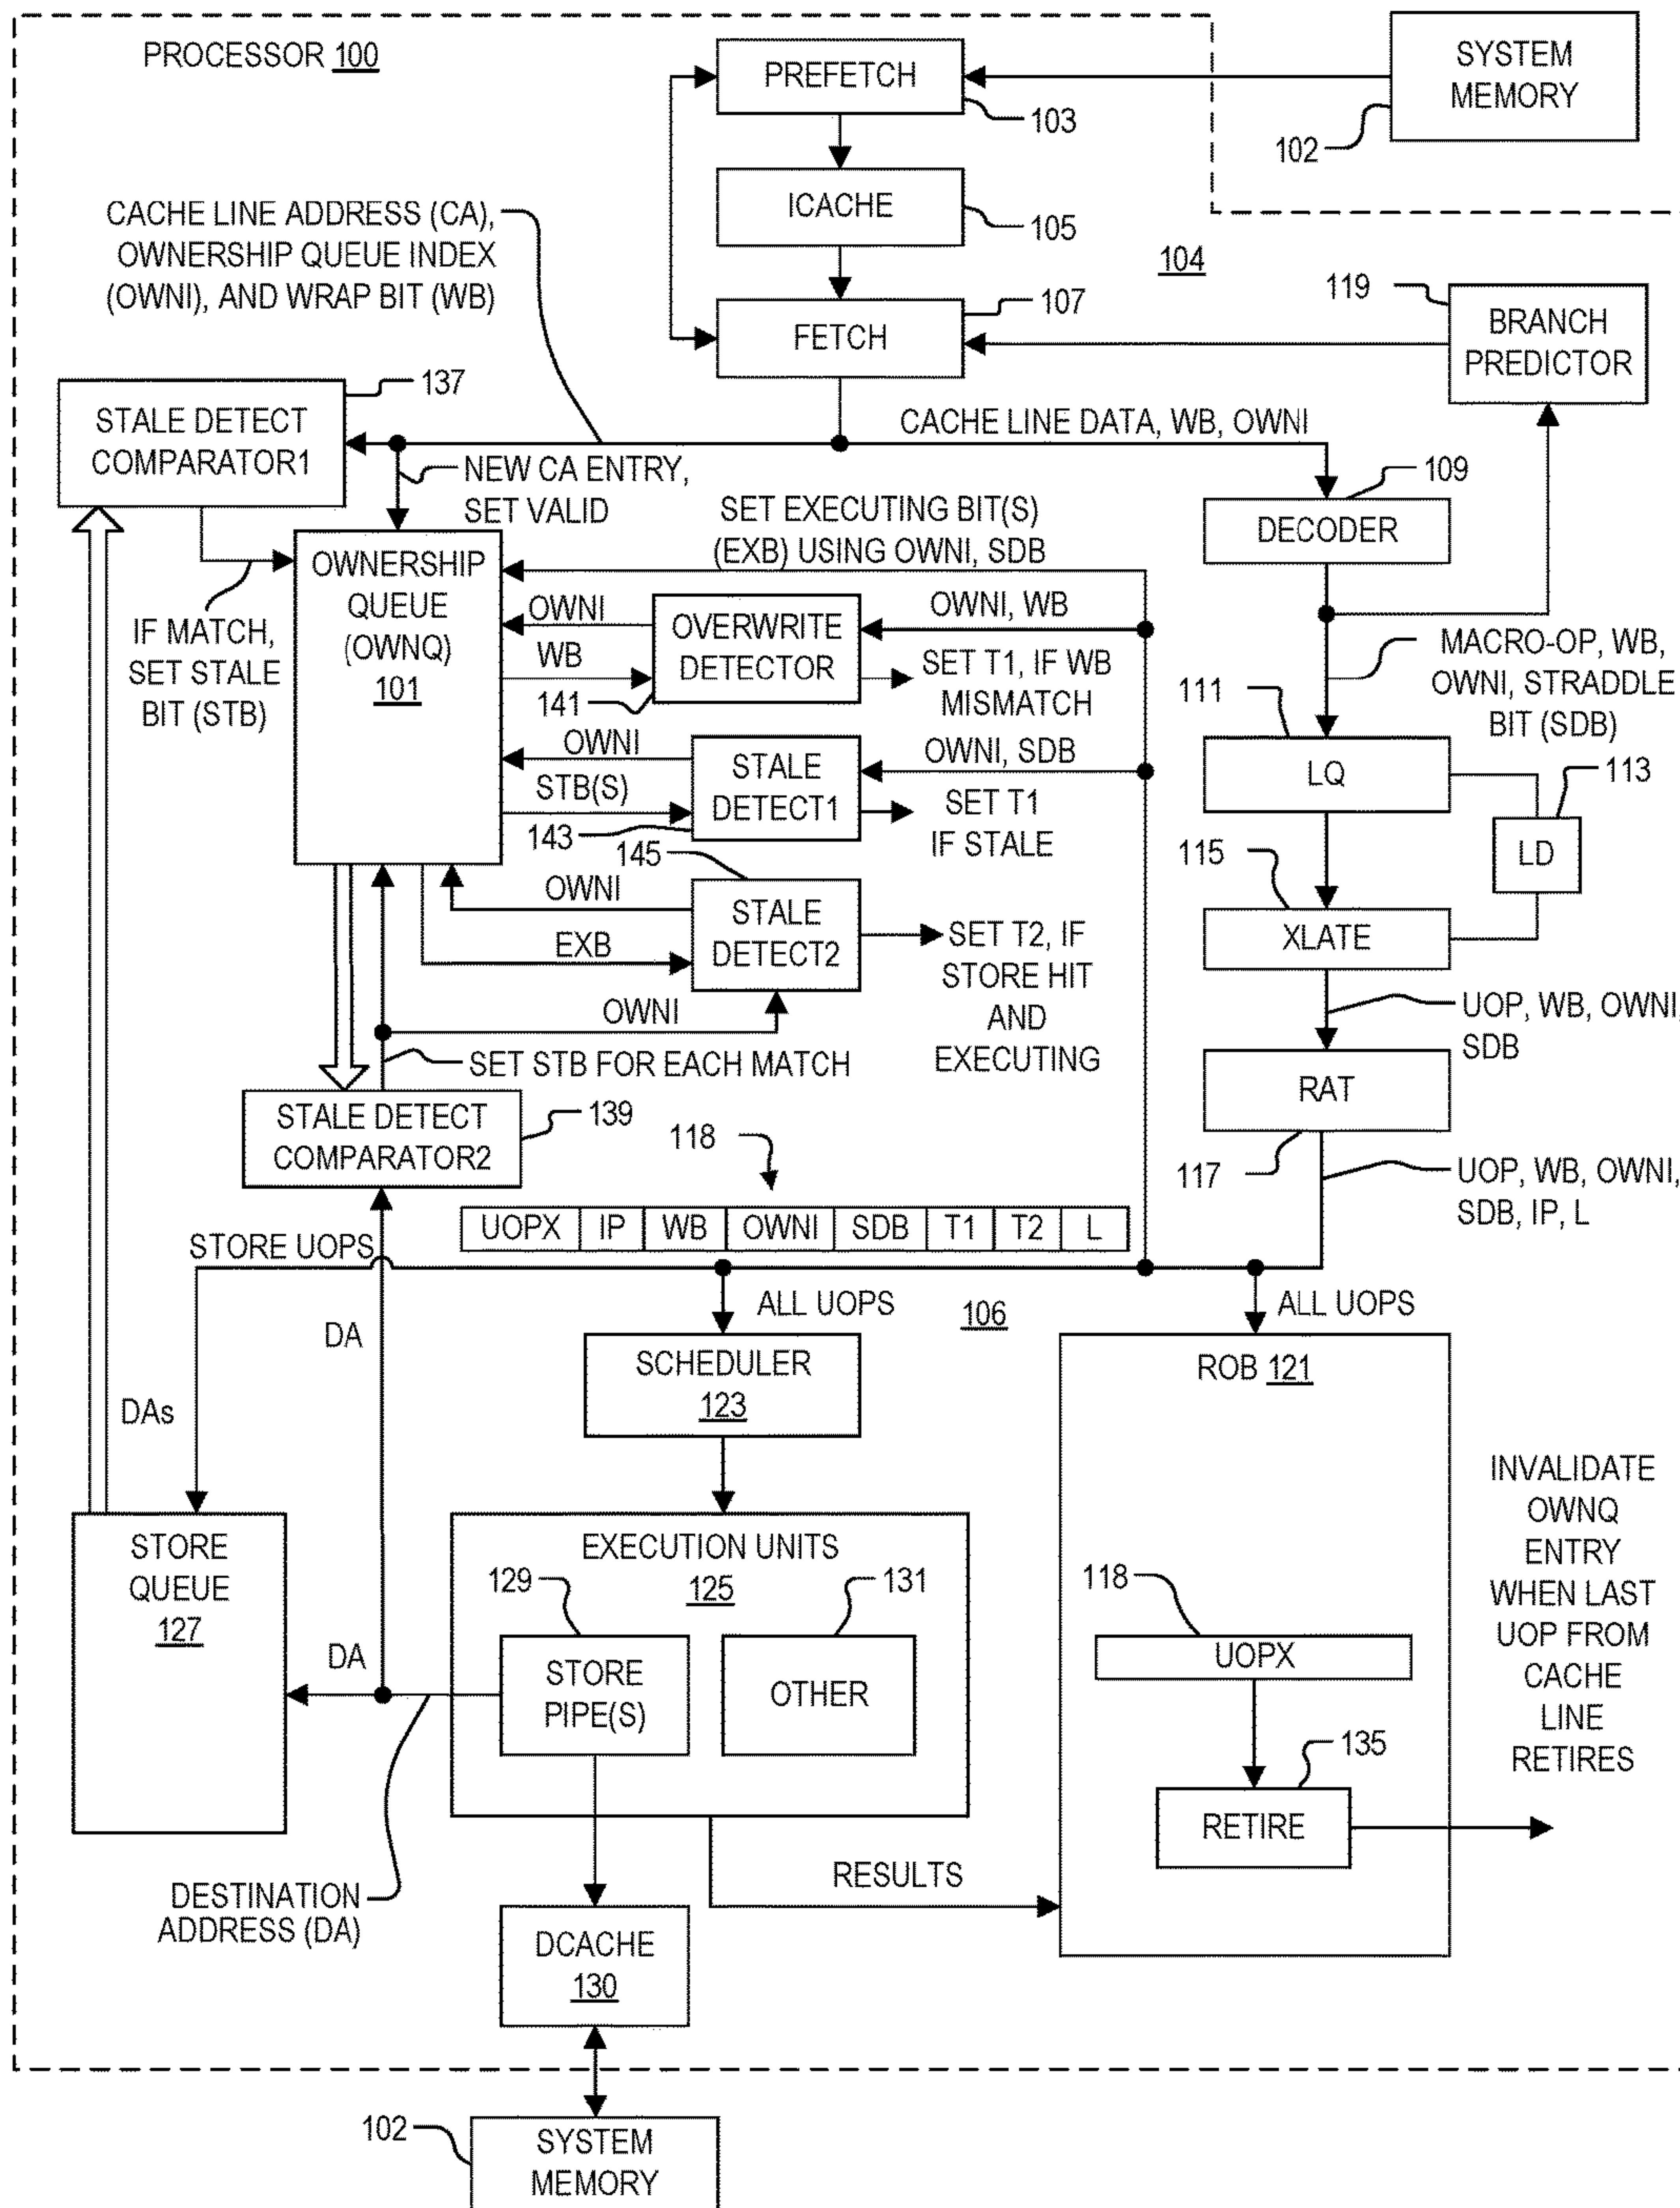 PROCESSOR 100
PREFETCH
103
SYSTEM
MEMORY
102
ICACHE
105
CACHE LINE ADDRESS (CA),
OWNERSHIP QUEUE INDEX
(OWNI), AND WRAP BIT (WB)
104
FETCH
107
119
BRANCH
PREDICTOR
137
STALE DETECT
COMPARATOR1
CACHE LINE DATA, WB, OWNI
NEW CA ENTRY,
SET VALID
109
DECODER
SET EXECUTING BIT(S)
(EXB) USING OWNI, SDB
OWNERSHIP
QUEUE
(OWNQ)
101
IF MATCH,
SET STALE
BIT (STB)
OWNI
WB
OVERWRITE
DETECTOR
141
OWNI, WB
SET T1, IF WB
MISMATCH
MACRO-OP, WB,
OWNI, STRADDLE
BIT (SDB)
111
LQ
113
LD
OWNI
STB(S)
STALE
DETECT1
143
OWNI, SDB
SET T1
IF STALE
145
OWNI
EXB
STALE
DETECT2
SET T2, IF
STORE HIT
AND
EXECUTING
115
XLATE
OWNI
UOP, WB, OWNI,
SDB
SET STB FOR EACH MATCH
RAT
117
STALE DETECT
COMPARATOR2
139
118
UOP, WB, OWNI,
SDB, IP, L
UOPX IP WB OWNI SDB T1 T2 L
STORE UOPS
ALL UOPS
106
ALL UOPS
DA
DAs
SCHEDULER
123
ROB 121
STORE
QUEUE
127
EXECUTION UNITS
125
129
131
STORE
PIPE(S)
OTHER
DA
118
UOPX
135
RETIRE
INVALIDATE
OWNQ
ENTRY
WHEN LAST
UOP FROM
CACHE
LINE
RETIRES
RESULTS
DESTINATION
ADDRESS (DA)
DCACHE
130
102
SYSTEM
MEMORY